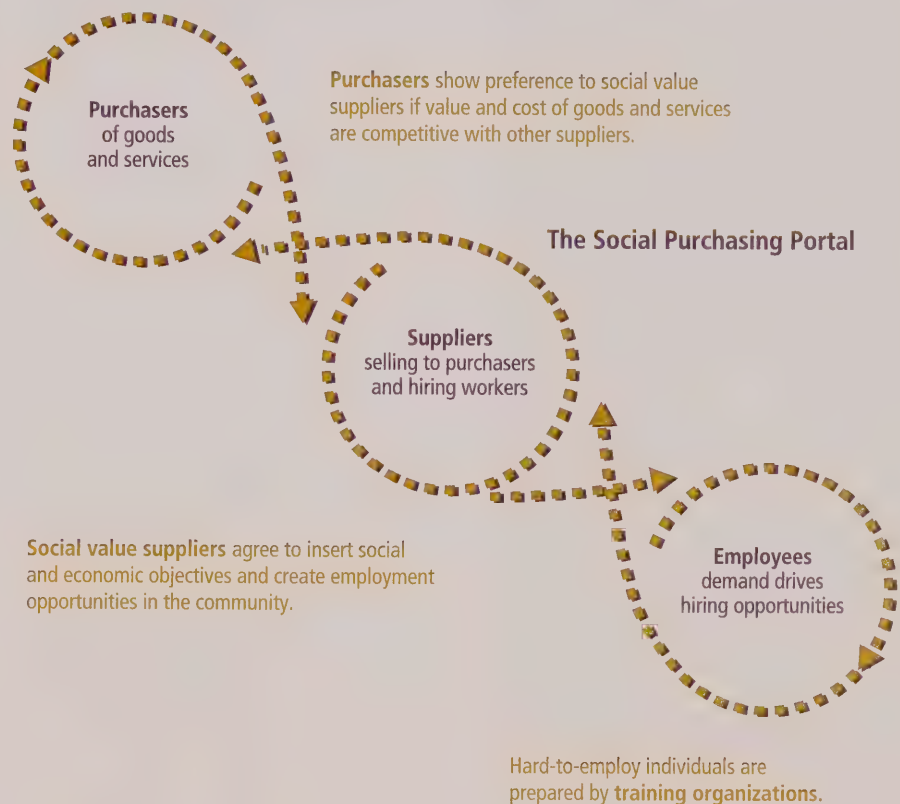 Purchasers
of goods
and services
Purchasers show preference to social value
suppliers if value and cost of goods and services
are competitive with other suppliers.
The Social Purchasing Portal
Suppliers
selling to purchasers
and hiring workers
Social value suppliers agree to insert social
and economic objectives and create employment
opportunities in the community.
Employees
demand drives
hiring opportunities
Hard-to-employ individuals are
prepared by training organizations.